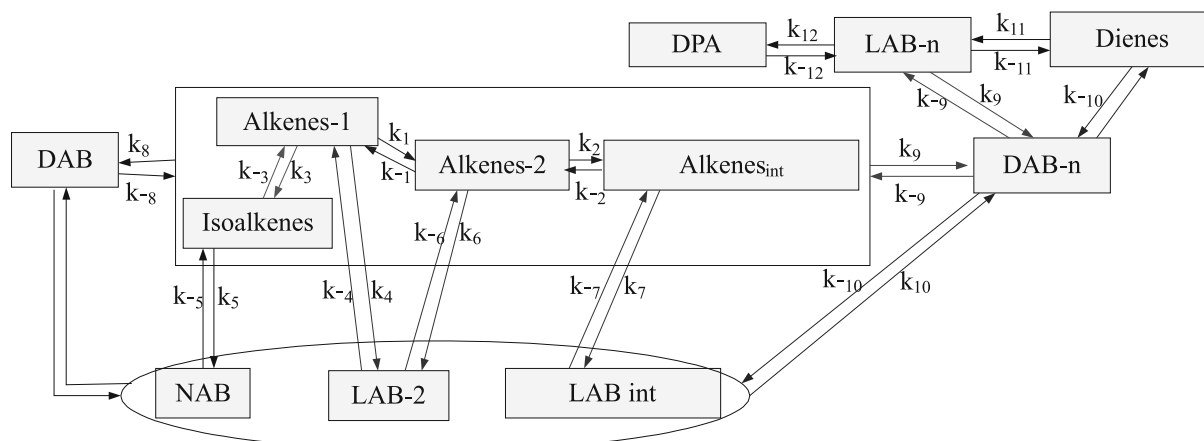 DPA
k₁₂
k-₁₂
LAB-n
k₁₁
k-₁₁
Dienes
k-₉
k₉
k-₁₀
DAB
k₈
k-₈
Alkenes-1
k₁
k-₁
k-₃
k₃
Alkenes-2
k₂
k-₂
Alkenesint
k₉
k-₉
DAB-n
Isoalkenes
k-₅
k₅
k-₄
k₄
k-₆
k₆
k-₇
k₇
k-₁₀
k₁₀
NAB
LAB-2
LAB int